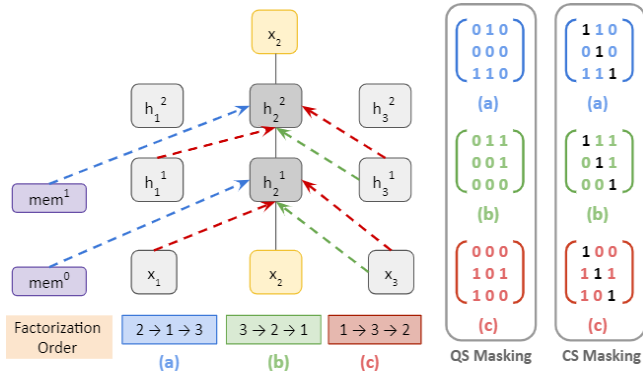 x2
h1^2
h2^2
h3^2
h1^1
h2^1
h3^1
mem^1
mem^0
x1
x2
x3
Factorization
Order
2 → 1 → 3
3 → 2 → 1
1 → 3 → 2
(a)
(b)
(c)
0 1 0
0 0 0
1 1 0
(a)
0 1 1
0 0 1
0 0 0
(b)
0 0 0
1 0 1
1 0 0
(c)
QS Masking
1 1 0
0 1 0
1 1 1
(a)
1 1 1
0 1 1
0 0 1
(b)
1 0 0
1 1 1
1 0 1
(c)
CS Masking